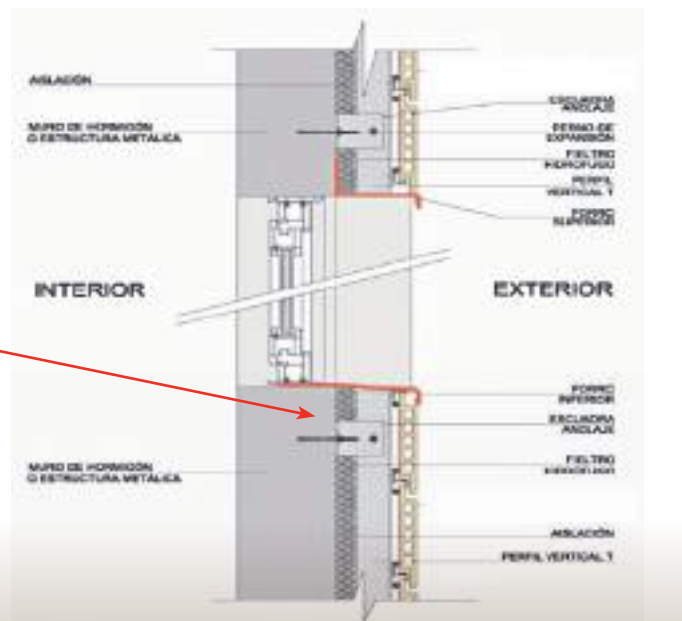 AISLACIÓN
MURO DE HORMIGÓN
O ESTRUCTURA METÁLICA
ESCUADRA
ANCLAJE
PERNO DE
EXPANSIÓN
FIELTRO
HIDROFUGO
PERFIL
VERTICAL T
FORRO
SUPERIOR
INTERIOR
EXTERIOR
FORRO
INFERIOR
ESCUADRA
ANCLAJE
FIELTRO
HIDROFUGO
MURO DE HORMIGÓN
O ESTRUCTURA METÁLICA
AISLACIÓN
PERFIL VERTICAL T